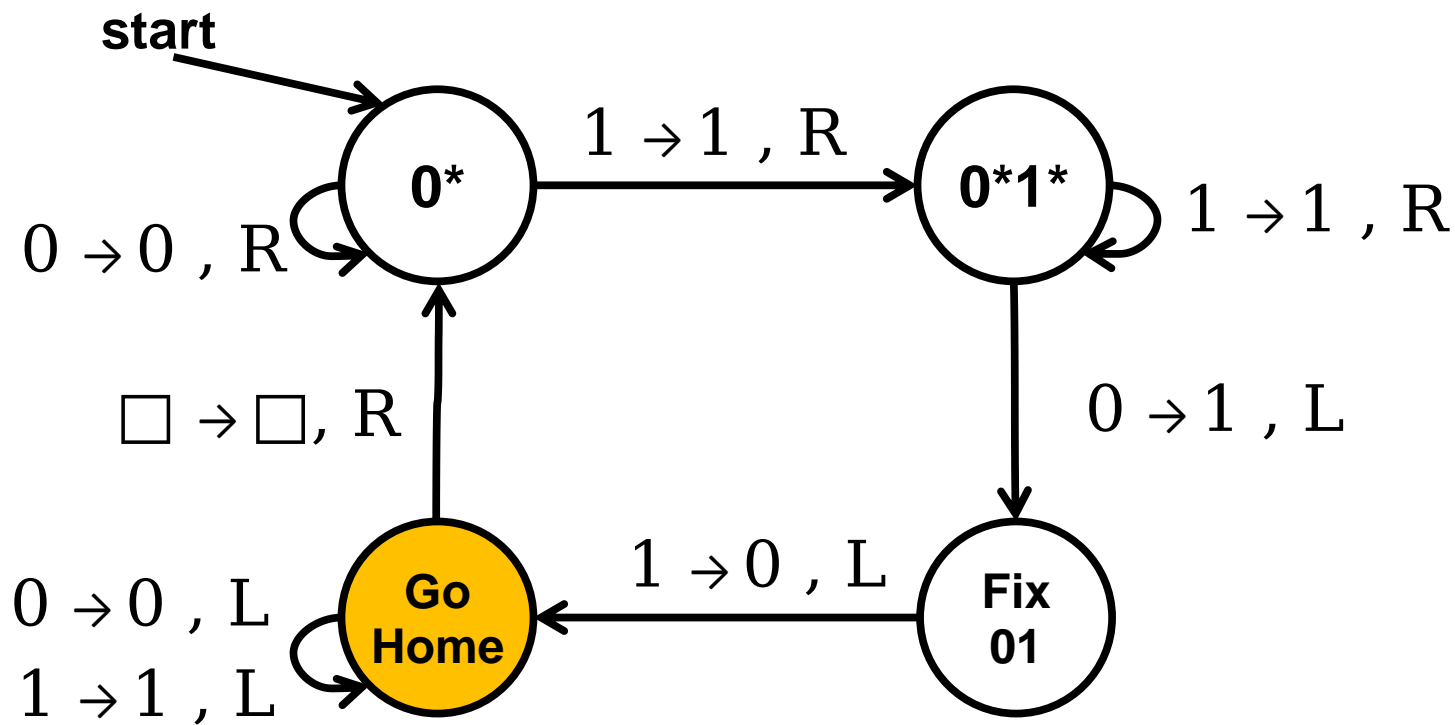 start
1 → 1 , R
0*
0*1*
1 → 1 , R
0 → 0 , R
□ → □, R
0 → 1 , L
1 → 0 , L
Go
Home
Fix
01
0 → 0 , L
1 → 1 , L